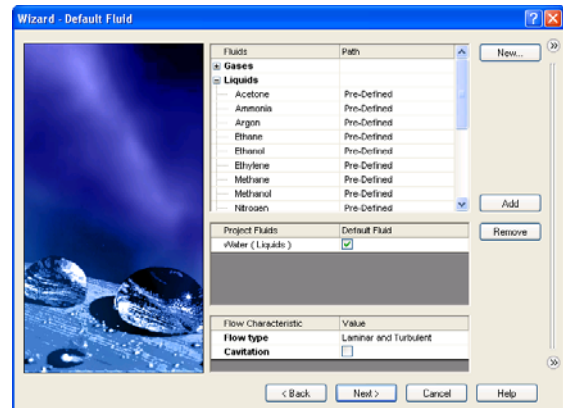 Wizard - Default Fluid
Fluids Path
Gases
Liquids
Acetone Pre-Defined
Ammonia Pre-Defined
Argon Pre-Defined
Ethane Pre-Defined
Ethanol Pre-Defined
Ethylene Pre-Defined
Methane Pre-Defined
Methanol Pre-Defined
Nitrogen Pre-Defined
New...
Add
Remove
Project Fluids Default Fluid
Water ( Liquids )
Flow Characteristic Value
Flow type Laminar and Turbulent
Cavitation
< Back Next > Cancel Help